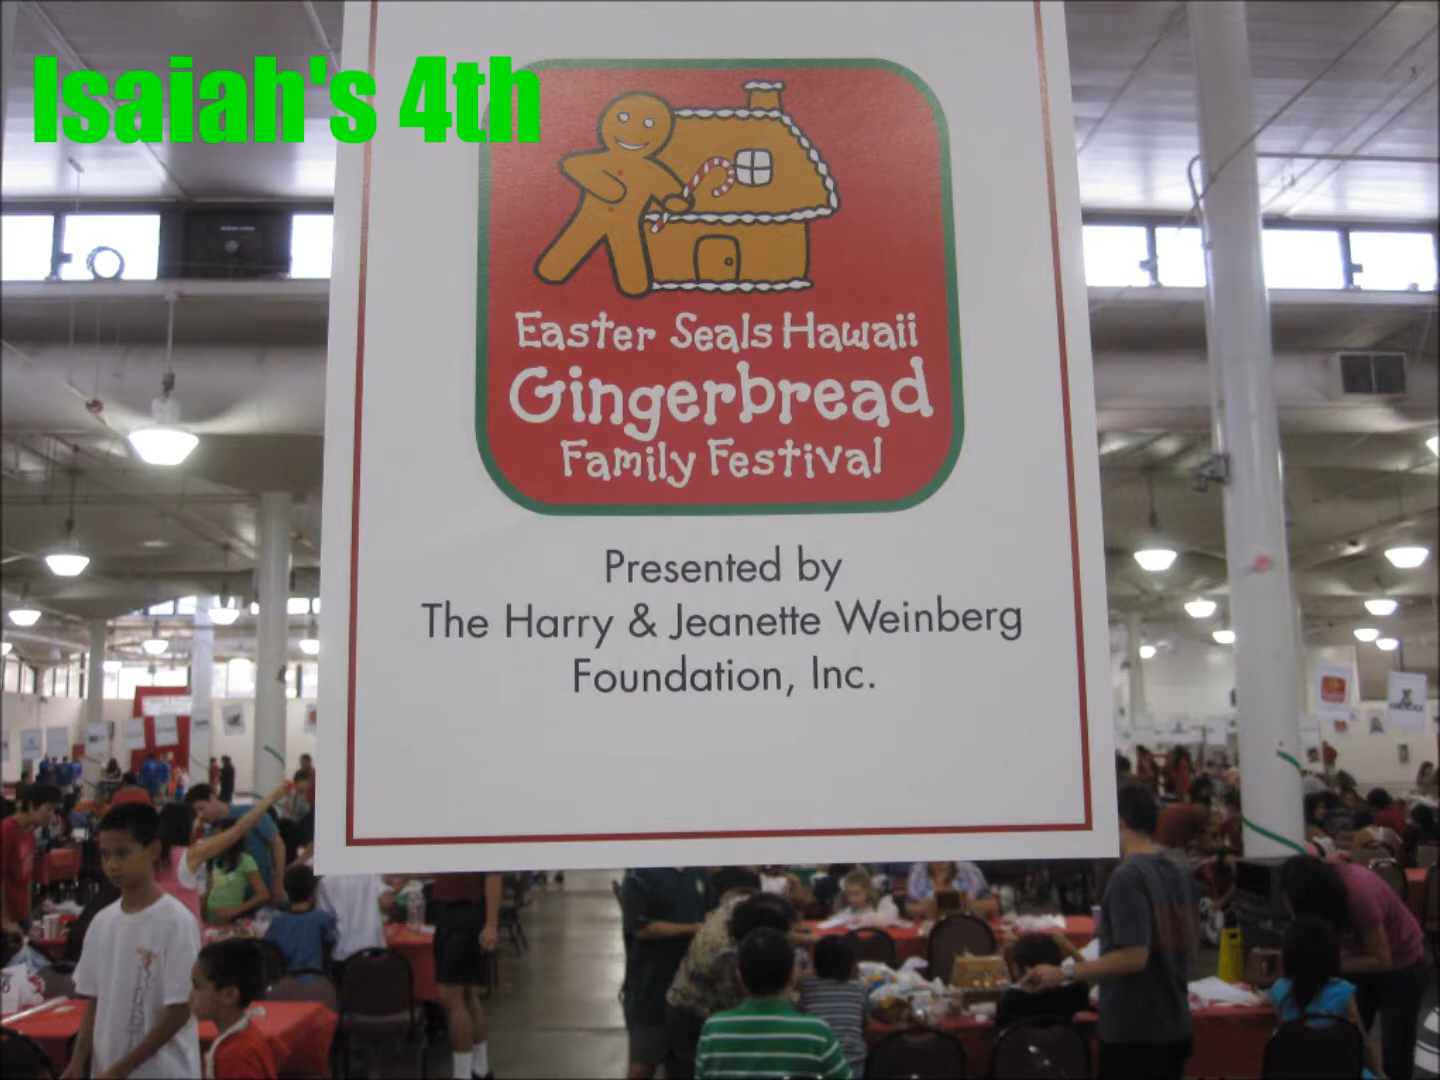 Isaiah's 4th
Easter Seals Hawaii
Gingerbread
Family Festival
Presented by
The Harry & Jeanette Weinberg
Foundation, Inc.